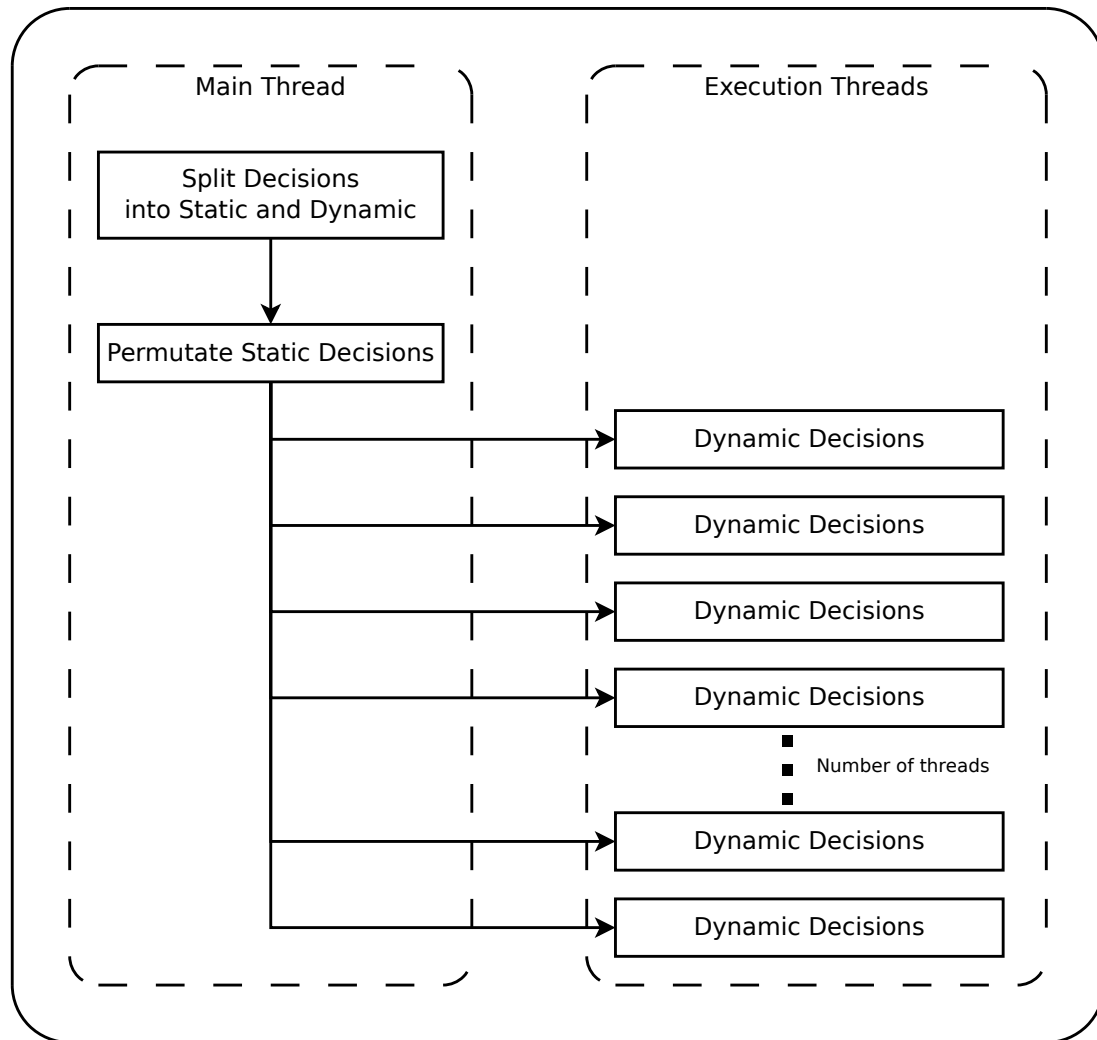 Main Thread
Execution Threads
Split Decisions
into Static and Dynamic
Permutate Static Decisions
Dynamic Decisions
Dynamic Decisions
Dynamic Decisions
Dynamic Decisions
Number of threads
Dynamic Decisions
Dynamic Decisions